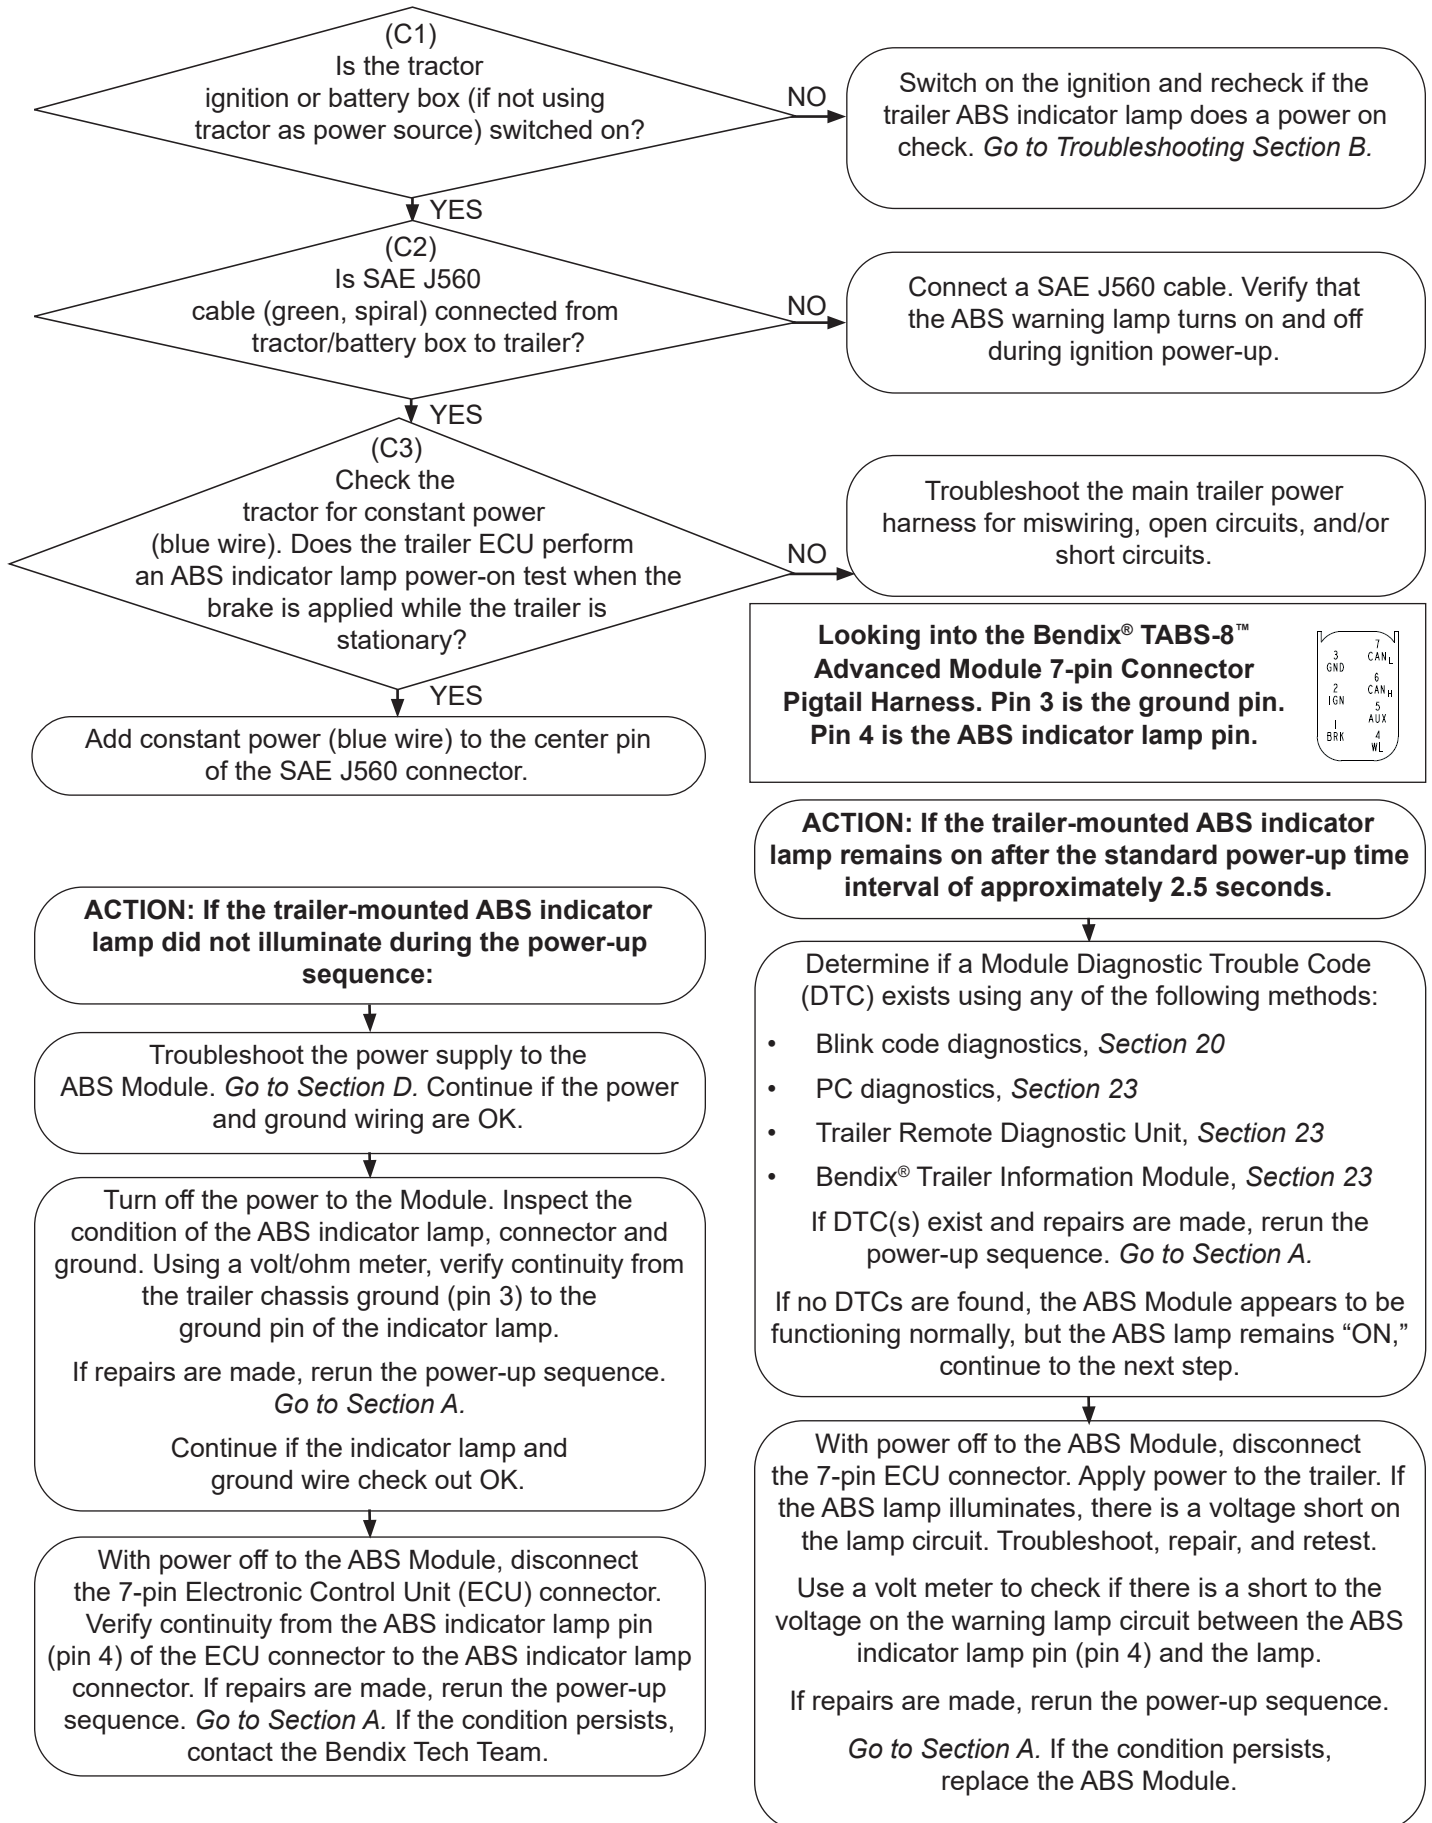 (C1)
Is the tractor
ignition or battery box (if not using
tractor as power source) switched on?
NO
Switch on the ignition and recheck if the
trailer ABS indicator lamp does a power on
check. Go to Troubleshooting Section B.
YES
(C2)
Is SAE J560
cable (green, spiral) connected from
tractor/battery box to trailer?
NO
Connect a SAE J560 cable. Verify that
the ABS warning lamp turns on and off
during ignition power-up.
YES
(C3)
Check the
tractor for constant power
(blue wire). Does the trailer ECU perform
an ABS indicator lamp power-on test when the
brake is applied while the trailer is
stationary?
NO
Troubleshoot the main trailer power
harness for miswiring, open circuits, and/or
short circuits.
YES
Add constant power (blue wire) to the center pin
of the SAE J560 connector.
Looking into the Bendix® TABS-8™
Advanced Module 7-pin Connector
Pigtail Harness. Pin 3 is the ground pin.
Pin 4 is the ABS indicator lamp pin.
3
GND
2
IGN
1
BRK
7
CANL
6
CANH
5
AUX
4
WL
ACTION: If the trailer-mounted ABS indicator
lamp did not illuminate during the power-up
sequence:
Troubleshoot the power supply to the
ABS Module. Go to Section D. Continue if the power
and ground wiring are OK.
Turn off the power to the Module. Inspect the
condition of the ABS indicator lamp, connector and
ground. Using a volt/ohm meter, verify continuity from
the trailer chassis ground (pin 3) to the
ground pin of the indicator lamp.
If repairs are made, rerun the power-up sequence.
Go to Section A.
Continue if the indicator lamp and
ground wire check out OK.
With power off to the ABS Module, disconnect
the 7-pin Electronic Control Unit (ECU) connector.
Verify continuity from the ABS indicator lamp pin
(pin 4) of the ECU connector to the ABS indicator lamp
connector. If repairs are made, rerun the power-up
sequence. Go to Section A. If the condition persists,
contact the Bendix Tech Team.
ACTION: If the trailer-mounted ABS indicator
lamp remains on after the standard power-up time
interval of approximately 2.5 seconds.
Determine if a Module Diagnostic Trouble Code
(DTC) exists using any of the following methods:
• Blink code diagnostics, Section 20
• PC diagnostics, Section 23
• Trailer Remote Diagnostic Unit, Section 23
• Bendix® Trailer Information Module, Section 23
If DTC(s) exist and repairs are made, rerun the
power-up sequence. Go to Section A.
If no DTCs are found, the ABS Module appears to be
functioning normally, but the ABS lamp remains “ON,”
continue to the next step.
With power off to the ABS Module, disconnect
the 7-pin ECU connector. Apply power to the trailer. If
the ABS lamp illuminates, there is a voltage short on
the lamp circuit. Troubleshoot, repair, and retest.
Use a volt meter to check if there is a short to the
voltage on the warning lamp circuit between the ABS
indicator lamp pin (pin 4) and the lamp.
If repairs are made, rerun the power-up sequence.
Go to Section A. If the condition persists,
replace the ABS Module.